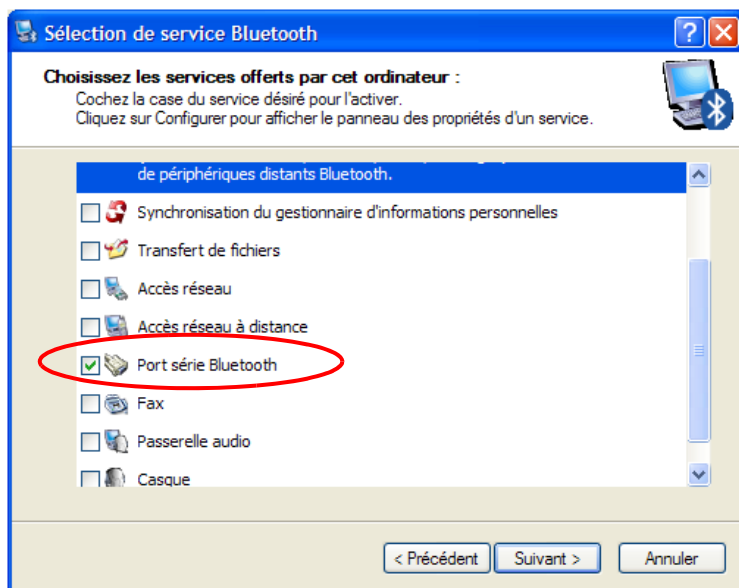 Sélection de service Bluetooth
Choisissez les services offerts par cet ordinateur :
Cochez la case du service désiré pour l'activer.
Cliquez sur Configurer pour afficher le panneau des propriétés d'un service.
de périphériques distants Bluetooth.
Synchronisation du gestionnaire d'informations personnelles
Transfert de fichiers
Accès réseau
Accès réseau à distance
Port série Bluetooth
Fax
Passerelle audio
Casque
< Précédent Suivant > Annuler